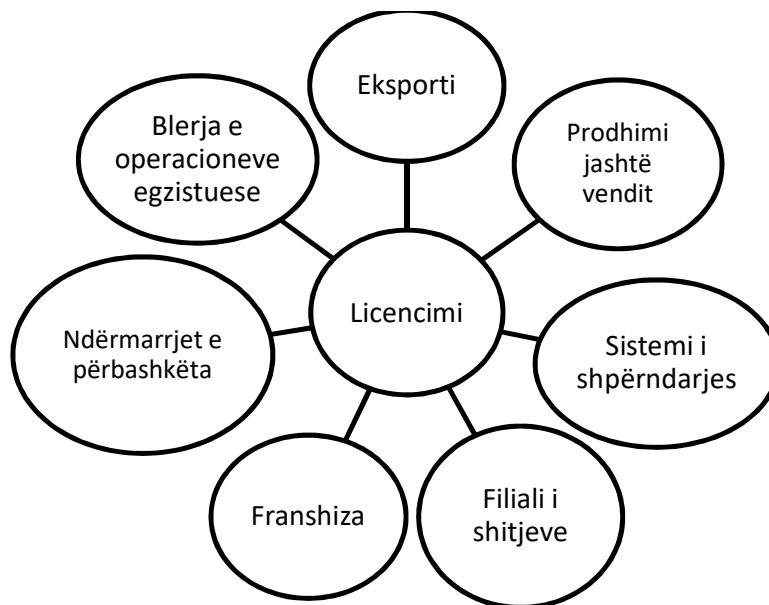 Eksporti
Blerja e
operacioneve
egzistuese
Prodhimi
jashtë
vendit
Licencimi
Ndërmarrjet e
përbashkëta
Sistemi i
shpërndarjes
Franshiza
Filiali i
shitjeve